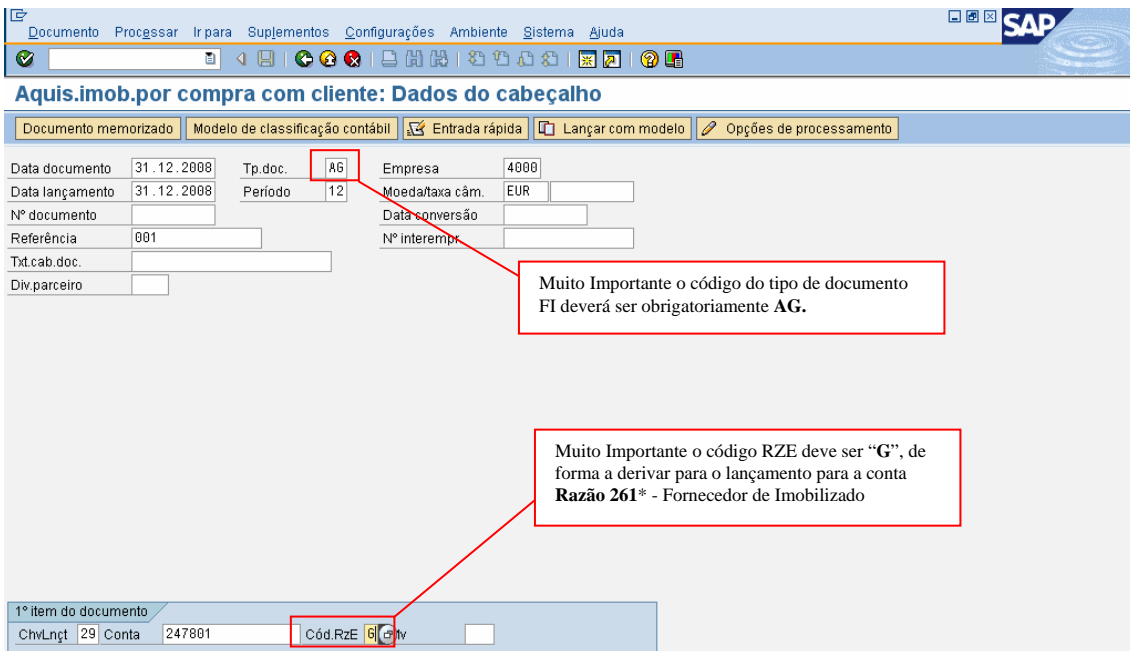 Documento Processar Ir para Suplementos Configurações Ambiente Sistema Ajuda
SAP
Aquis.imob.por compra com cliente: Dados do cabeçalho
Documento memorizado Modelo de classificação contábil Entrada rápida Lançar com modelo Opções de processamento
Data documento 31.12.2008 Tp.doc. AG Empresa 4000
Data lançamento 31.12.2008 Período 12 Moeda/taxa câm. EUR
Nº documento Data conversão
Referência 001 Nº interempr.
Txt.cab.doc.
Div.parceiro
Muito Importante o código do tipo de documento
FI deverá ser obrigatoriamente AG.
Muito Importante o código RZE deve ser “G”, de
forma a derivar para o lançamento para a conta
Razão 261* - Fornecedor de Imobilizado
1º item do documento
ChvLnçt 29 Conta 247801 Cód.RzE G